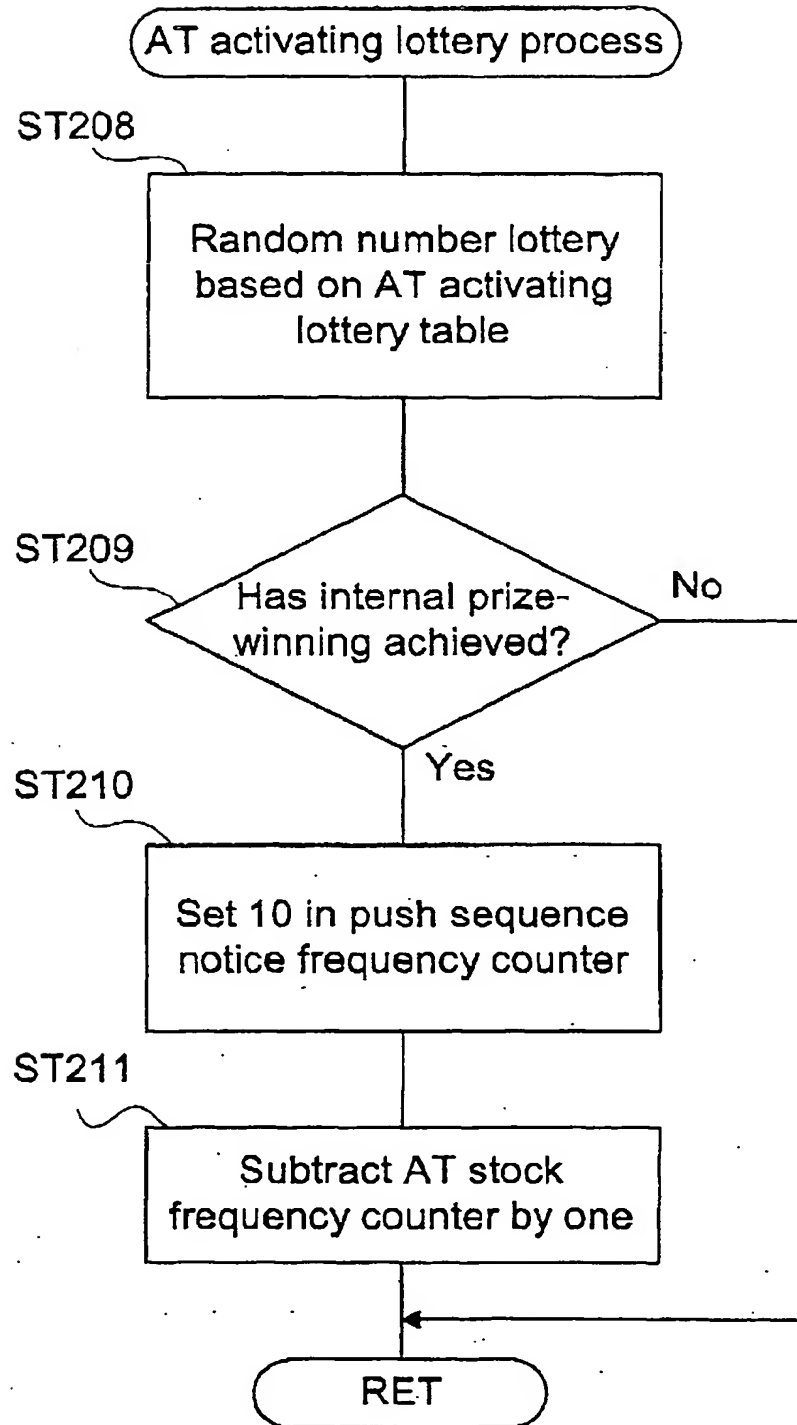 AT activating lottery process
ST208
Random number lottery
based on AT activating
lottery table
ST209
Has internal prize-
winning achieved?
No
Yes
ST210
Set 10 in push sequence
notice frequency counter
ST211
Subtract AT stock
frequency counter by one
RET